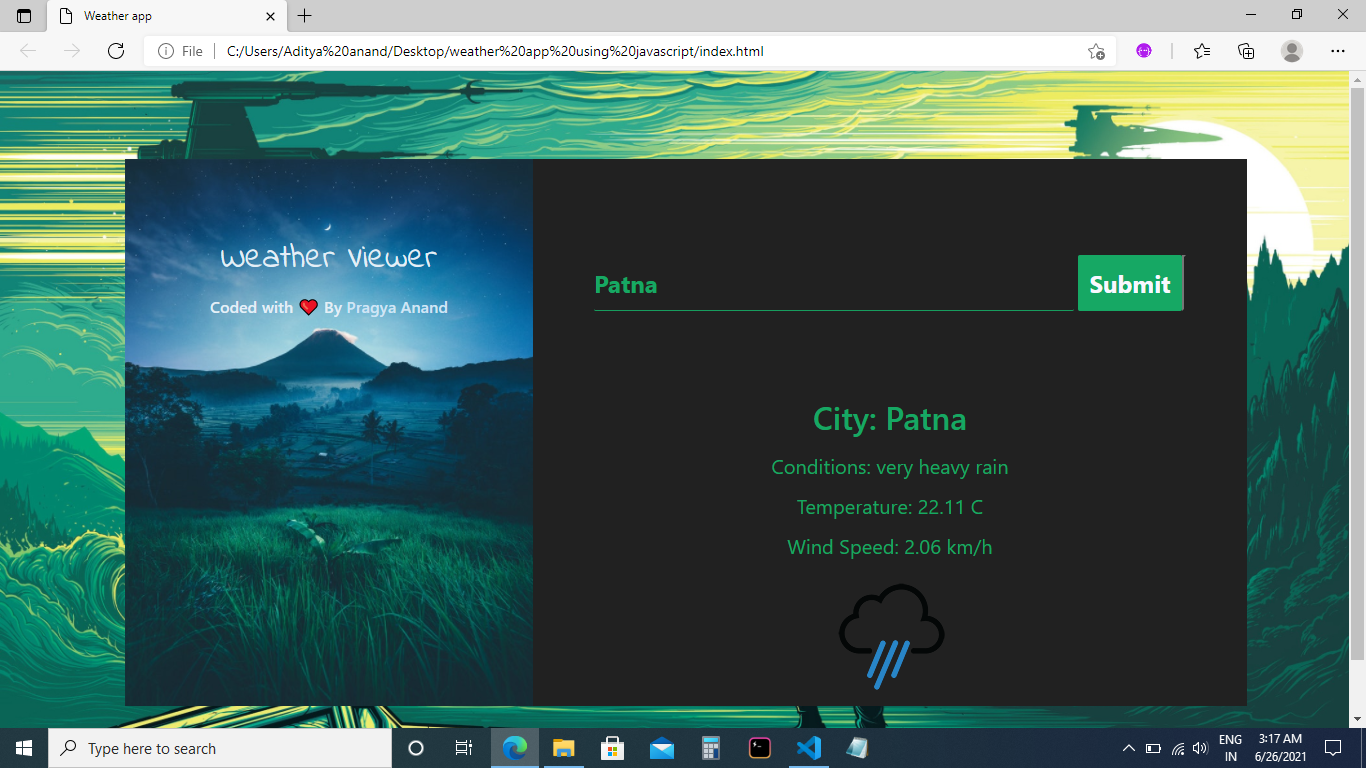 Weather app
File
C:/Users/Aditya%20anand/Desktop/weather%20app%20using%20javascript/index.html
weather viewer
Coded with ❤️ By Pragya Anand
Patna
Submit
City: Patna
Conditions: very heavy rain
Temperature: 22.11 C
Wind Speed: 2.06 km/h
Type here to search
ENG
IN
3:17 AM
6/26/2021